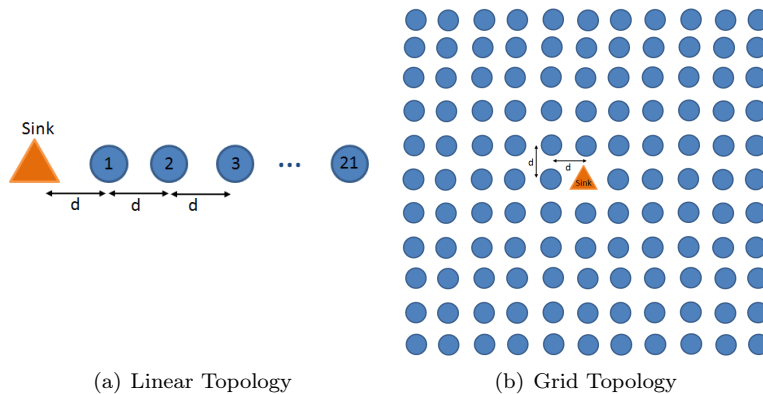 Sink
1 2 3 ... 21
d d d
d
d
Sink
(a) Linear Topology
(b) Grid Topology